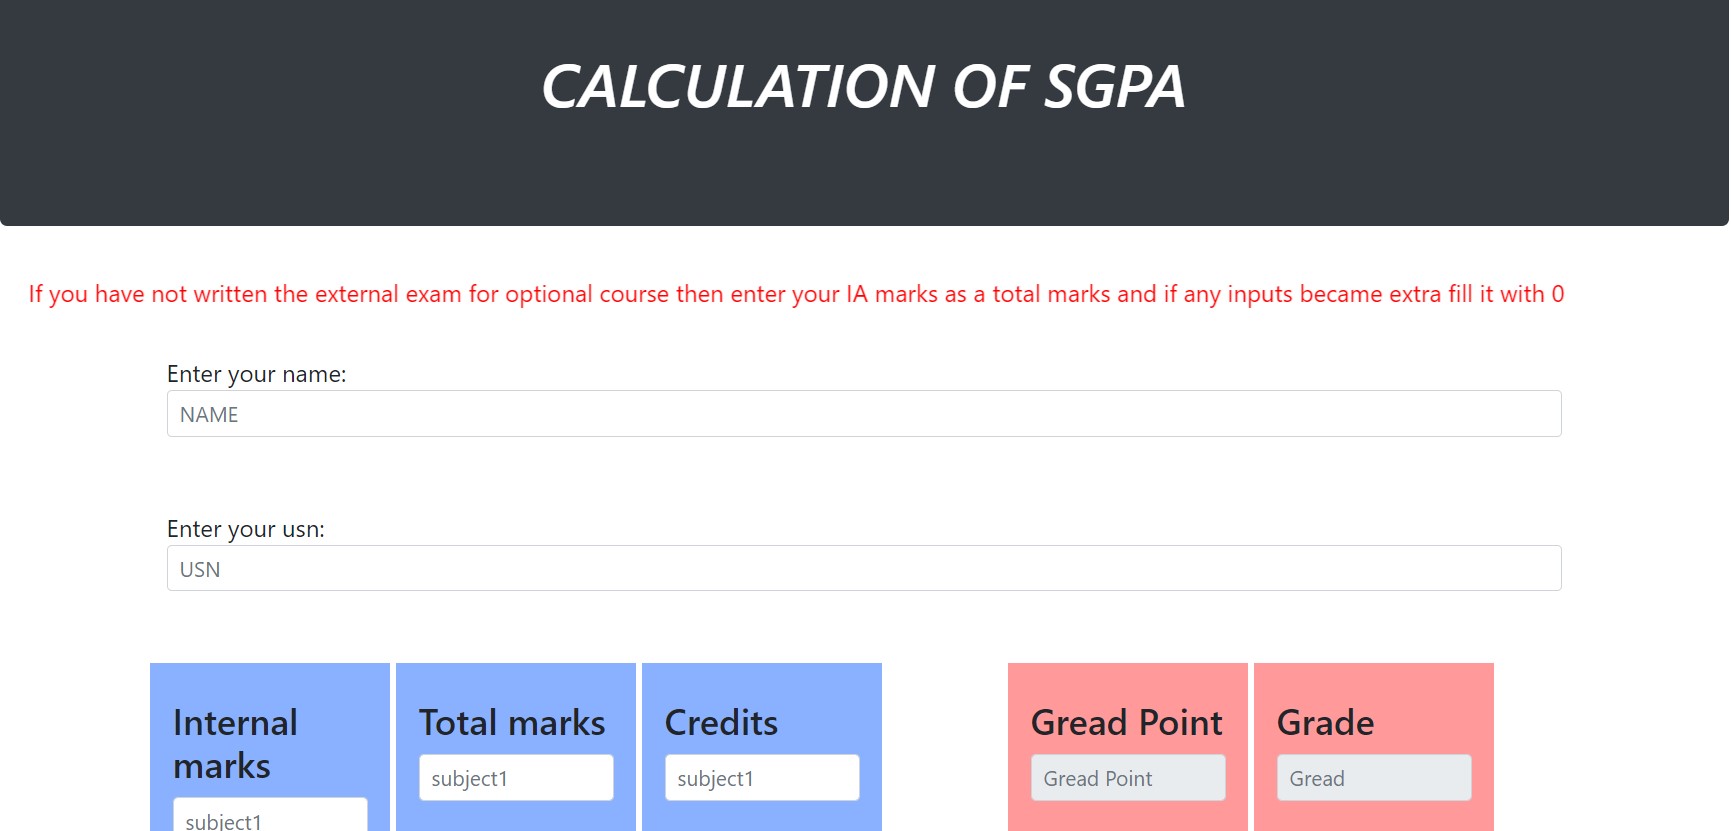 CALCULATION OF SGPA
If you have not written the external exam for optional course then enter your IA marks as a total marks and if any inputs became extra fill it with 0
Enter your name:
NAME
Enter your usn:
USN
Internal
marks
subject1
Total marks
subject1
Credits
subject1
Gread Point
Gread Point
Grade
Gread